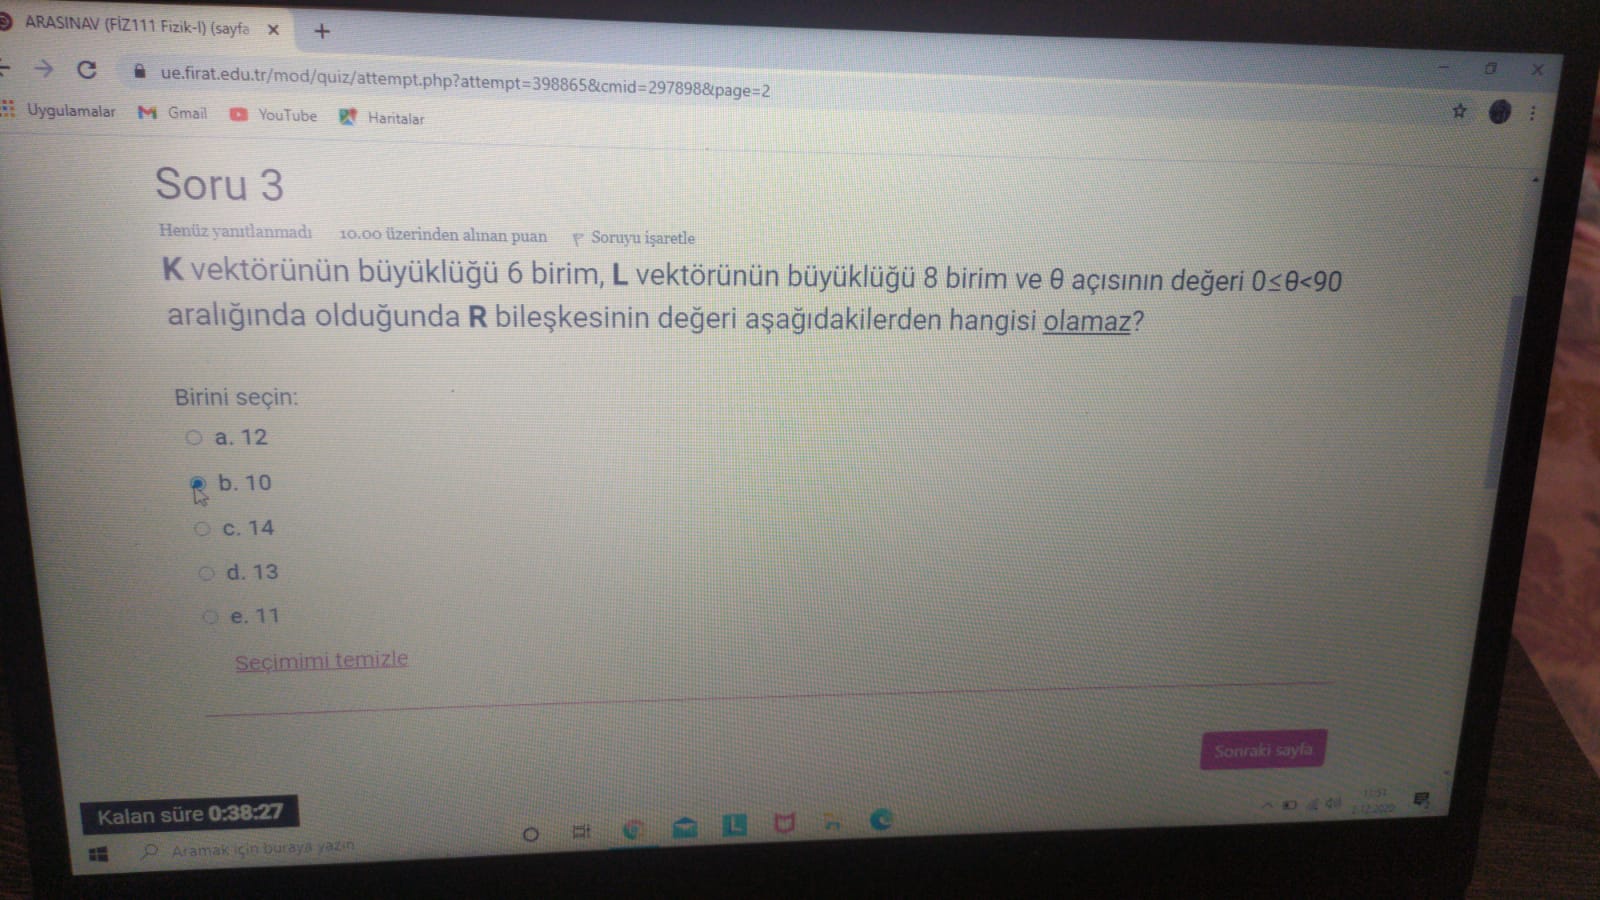 ARASINAV (FİZ111 Fizik-I) (sayfa
ue.firat.edu.tr/mod/quiz/attempt.php?attempt=398865&cmid=297898&page=2
Uygulamalar Gmail YouTube Haritalar
Soru 3
Henüz yanıtlanmadı 10.00 üzerinden alınan puan Soruyu işaretle
K vektörünün büyüklüğü 6 birim, L vektörünün büyüklüğü 8 birim ve θ açısının değeri 0≤θ<90
aralığında olduğunda R bileşkesinin değeri aşağıdakilerden hangisi olamaz?
Birini seçin:
a. 12
b. 10
c. 14
d. 13
e. 11
Seçimimi temizle
Sonraki sayfa
Kalan süre 0:38:27
Aramak için buraya yazın
2.12.2020